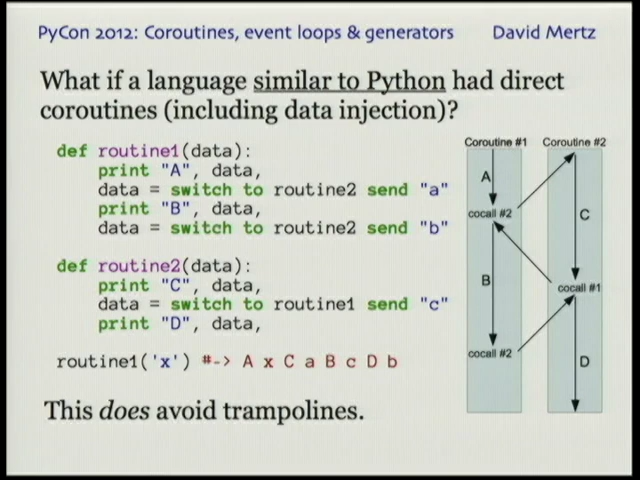 PyCon 2012: Coroutines, event loops & generators David Mertz
What if a language similar to Python had direct
coroutines (including data injection)?
def routine1(data):
    print "A", data,
    data = switch to routine2 send "a"
    print "B", data,
    data = switch to routine2 send "b"
def routine2(data):
    print "C", data,
    data = switch to routine1 send "c"
    print "D", data,
routine1('x') #-> A x C a B c D b
This does avoid trampolines.
Coroutine #1 Coroutine #2
A
cocall #2
C
B
cocall #1
cocall #2
D